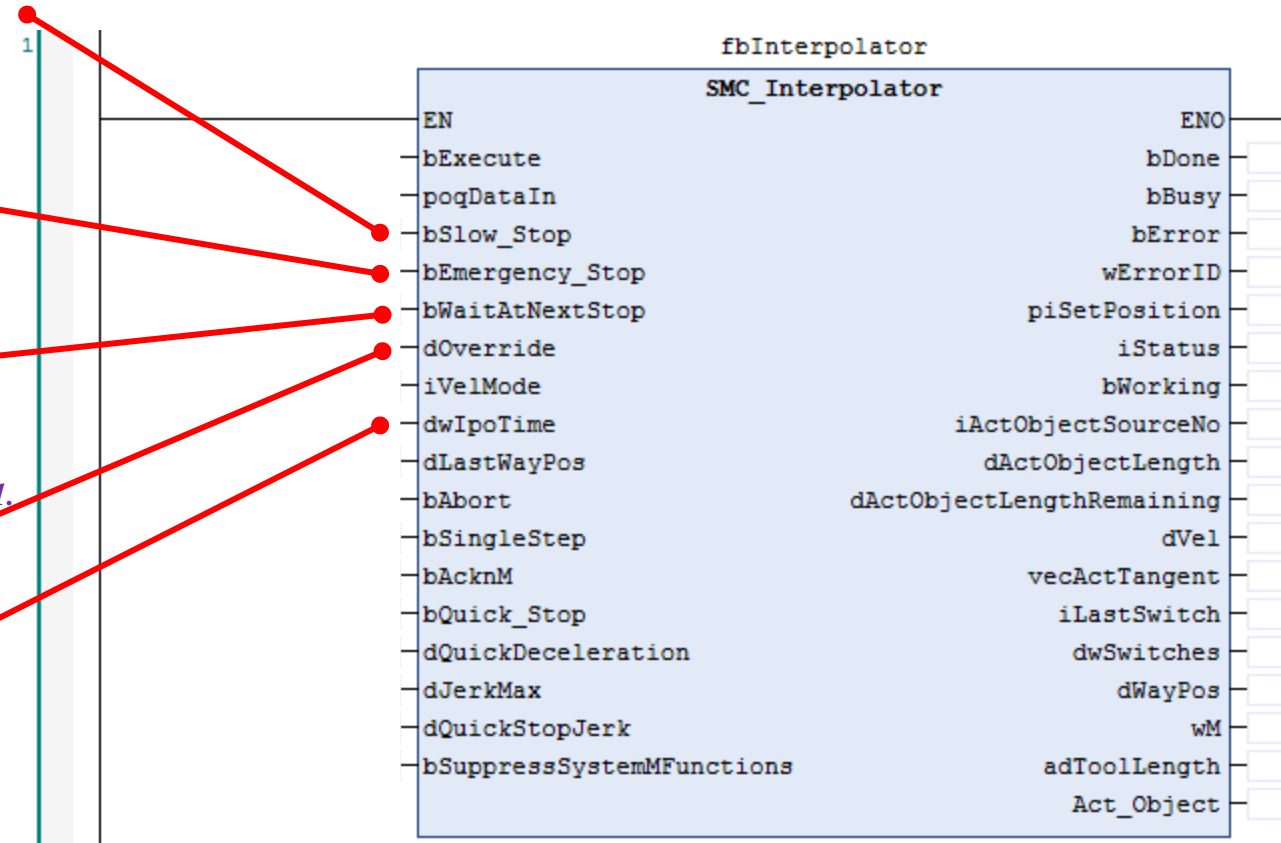 1
fbInterpolator
SMC_Interpolator
EN ENO
bExecute bDone
poqDataIn bBusy
bSlow_Stop bError
bEmergency_Stop wErrorID
bWaitAtNextStop piSetPosition
dOverride iStatus
iVelMode bWorking
dwIpoTime iActObjectSourceNo
dLastWayPos dActObjectLength
bAbort dActObjectLengthRemaining
bSingleStep dVel
bAcknM vecActTangent
bQuick_Stop iLastSwitch
dQuickDeceleration dwSwitches
dJerkMax dWayPos
dQuickStopJerk wM
bSuppressSystemMFunctions adToolLength
Act_Object